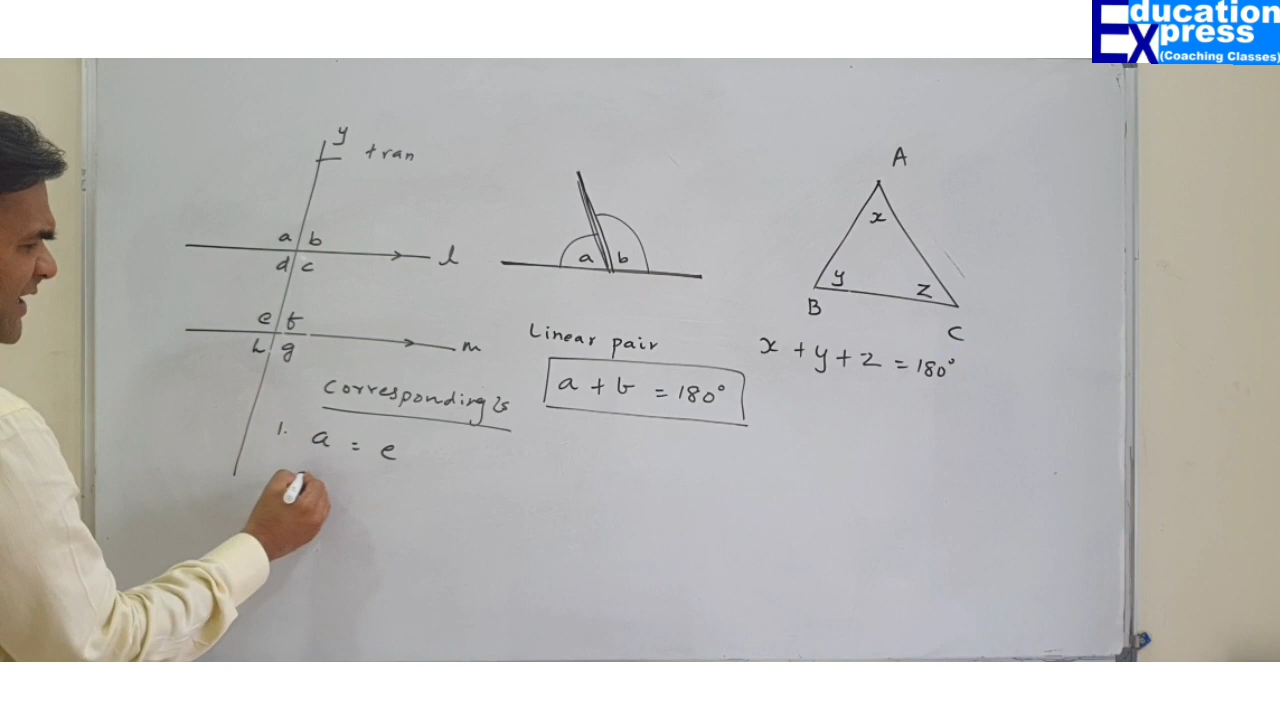 Education
Express
(Coaching Classes)
y
tran
a b
d c
l
e f
h g
m
Corresponding ∠s
1. a = e
a b
Linear pair
a + b = 180°
A
x
y z
B
C
x + y + z = 180°